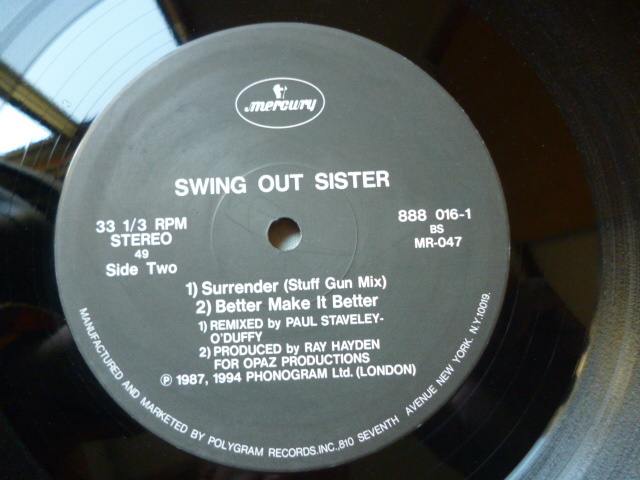 mercury
SWING OUT SISTER
33 1/3 RPM
STEREO
49
Side Two
888 016-1
BS
MR-047
1) Surrender (Stuff Gun Mix)
2) Better Make It Better
1) REMIXED by PAUL STAVELEY-
O'DUFFY
2) PRODUCED by RAY HAYDEN
FOR OPAZ PRODUCTIONS
℗ 1987, 1994 PHONOGRAM Ltd. (LONDON)
MANUFACTURED AND MARKETED BY POLYGRAM RECORDS.INC.,810 SEVENTH AVENUE NEW YORK. N.Y.10019.